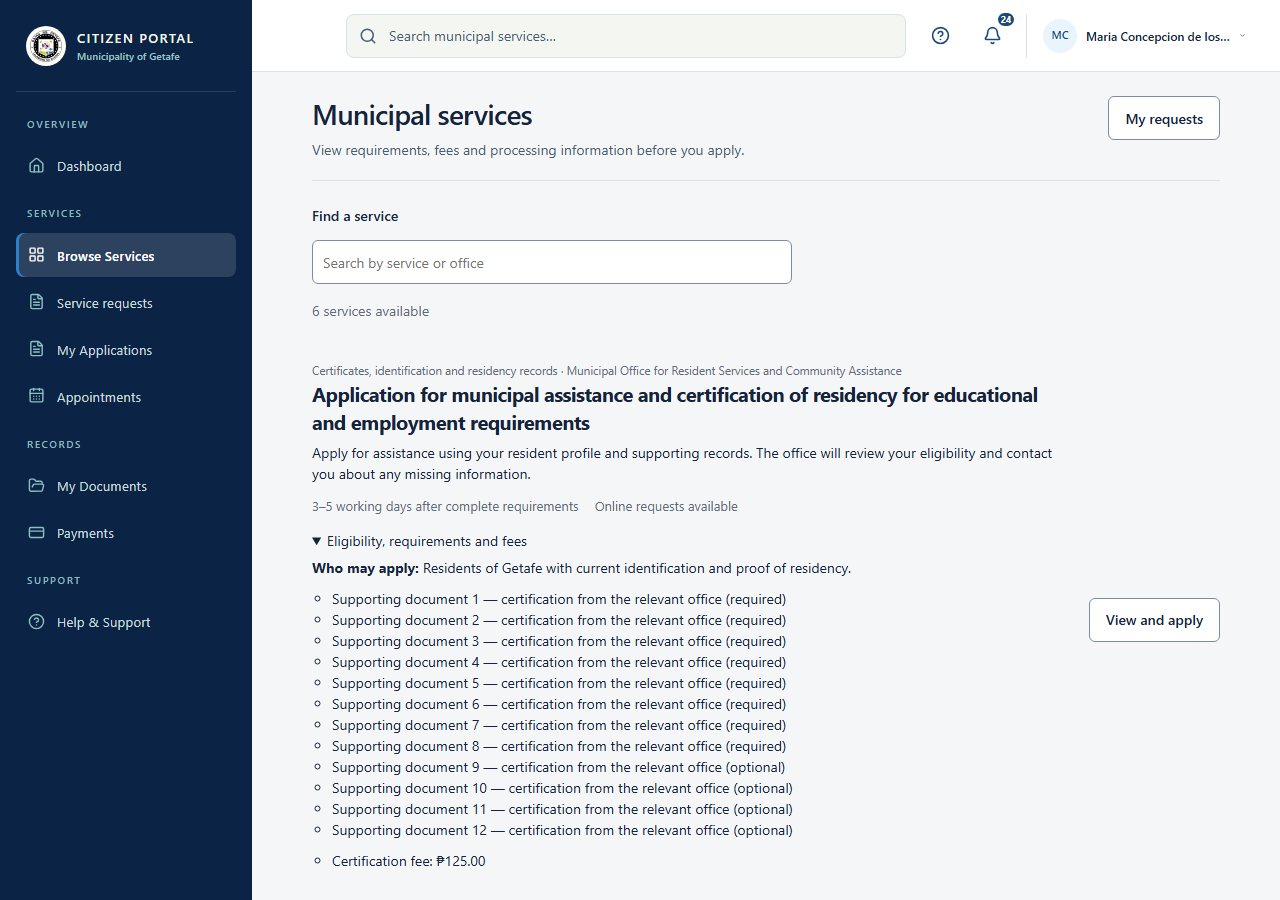 CITIZEN PORTAL
Municipality of Getafe
OVERVIEW
Dashboard
SERVICES
Browse Services
Service requests
My Applications
Appointments
RECORDS
My Documents
Payments
SUPPORT
Help & Support
Search municipal services...
24
MC
Maria Concepcion de los...
Municipal services
View requirements, fees and processing information before you apply.
My requests
Find a service
Search by service or office
6 services available
Certificates, identification and residency records · Municipal Office for Resident Services and Community Assistance
Application for municipal assistance and certification of residency for educational
and employment requirements
Apply for assistance using your resident profile and supporting records. The office will review your eligibility and contact
you about any missing information.
3–5 working days after complete requirements Online requests available
Eligibility, requirements and fees
Who may apply: Residents of Getafe with current identification and proof of residency.
Supporting document 1 — certification from the relevant office (required)
Supporting document 2 — certification from the relevant office (required)
Supporting document 3 — certification from the relevant office (required)
Supporting document 4 — certification from the relevant office (required)
Supporting document 5 — certification from the relevant office (required)
Supporting document 6 — certification from the relevant office (required)
Supporting document 7 — certification from the relevant office (required)
Supporting document 8 — certification from the relevant office (required)
Supporting document 9 — certification from the relevant office (optional)
Supporting document 10 — certification from the relevant office (optional)
Supporting document 11 — certification from the relevant office (optional)
Supporting document 12 — certification from the relevant office (optional)
Certification fee: ₱125.00
View and apply